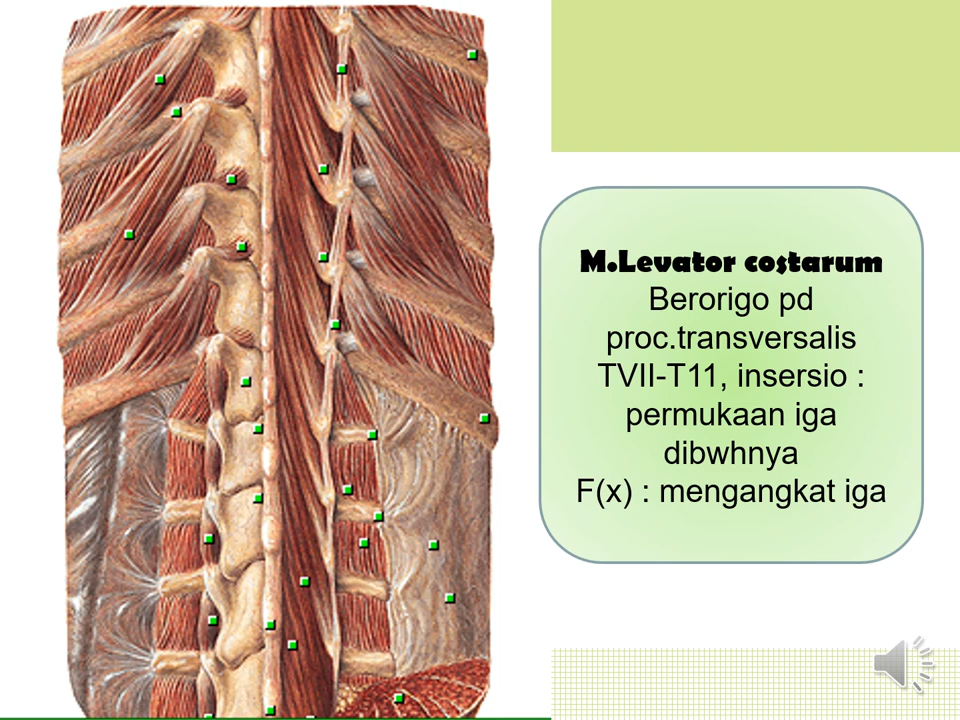 M.Levator costarum
Berorigo pd
proc.transversalis
TVII-T11, insersio :
permukaan iga
dibwhnya
F(x) : mengangkat iga